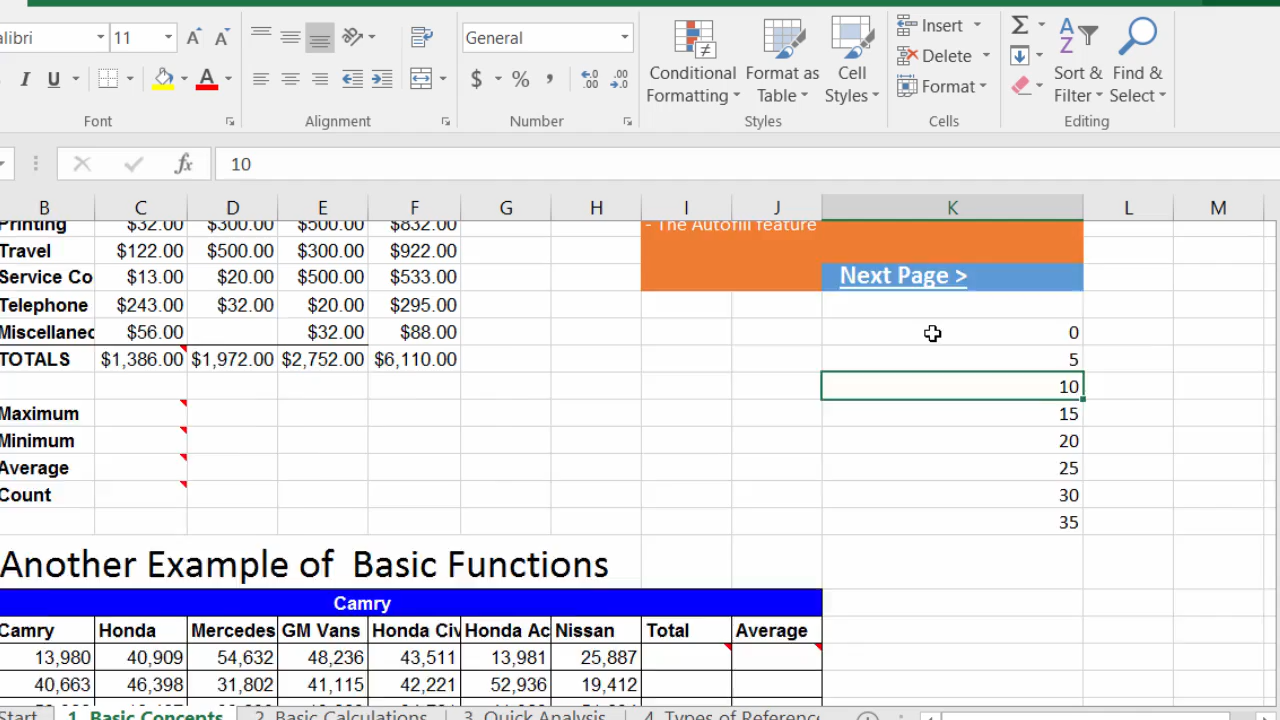 alibri 11 General Insert
Conditional Formatting Format as Table Cell Styles Delete Sort & Filter Find & Select
I U A $ % , Format
Font Alignment Number Styles Cells Editing
fx 10
B C D E F G H I J K L M
Printing $32.00 $300.00 $500.00 $832.00 - The Autofill feature
Travel $122.00 $500.00 $300.00 $922.00
Service Co $13.00 $20.00 $500.00 $533.00 Next Page >
Telephone $243.00 $32.00 $20.00 $295.00
Miscellanec $56.00 $32.00 $88.00 0
TOTALS $1,386.00 $1,972.00 $2,752.00 $6,110.00 5
10
Maximum 15
Minimum 20
Average 25
Count 30
35
Another Example of Basic Functions
Camry
Camry Honda Mercedes GM Vans Honda Civ Honda Ac Nissan Total Average
13,980 40,909 54,632 48,236 43,511 13,981 25,887
40,663 46,398 31,802 41,115 42,221 52,936 19,412
Start 1. Basic Concepts 2. Basic Calculations 3. Quick Analysis 4. Types of Reference